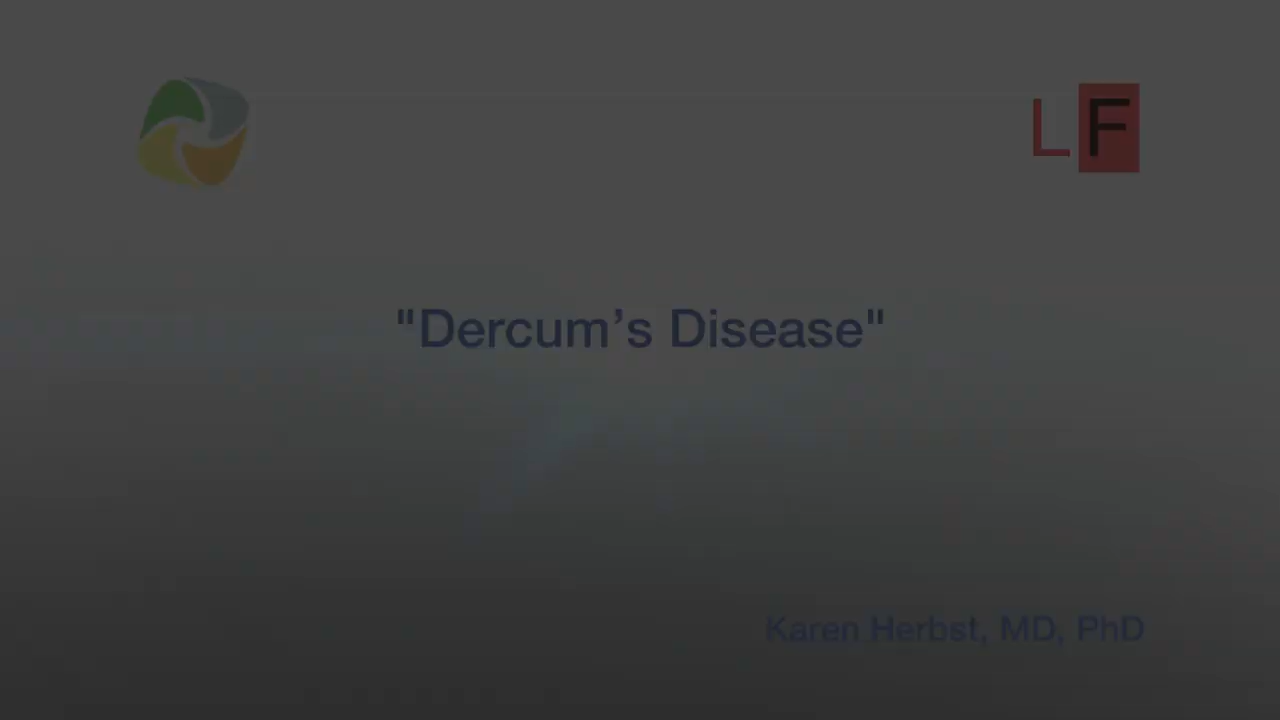 LF
"Dercum’s Disease"
Karen Herbst, MD, PhD